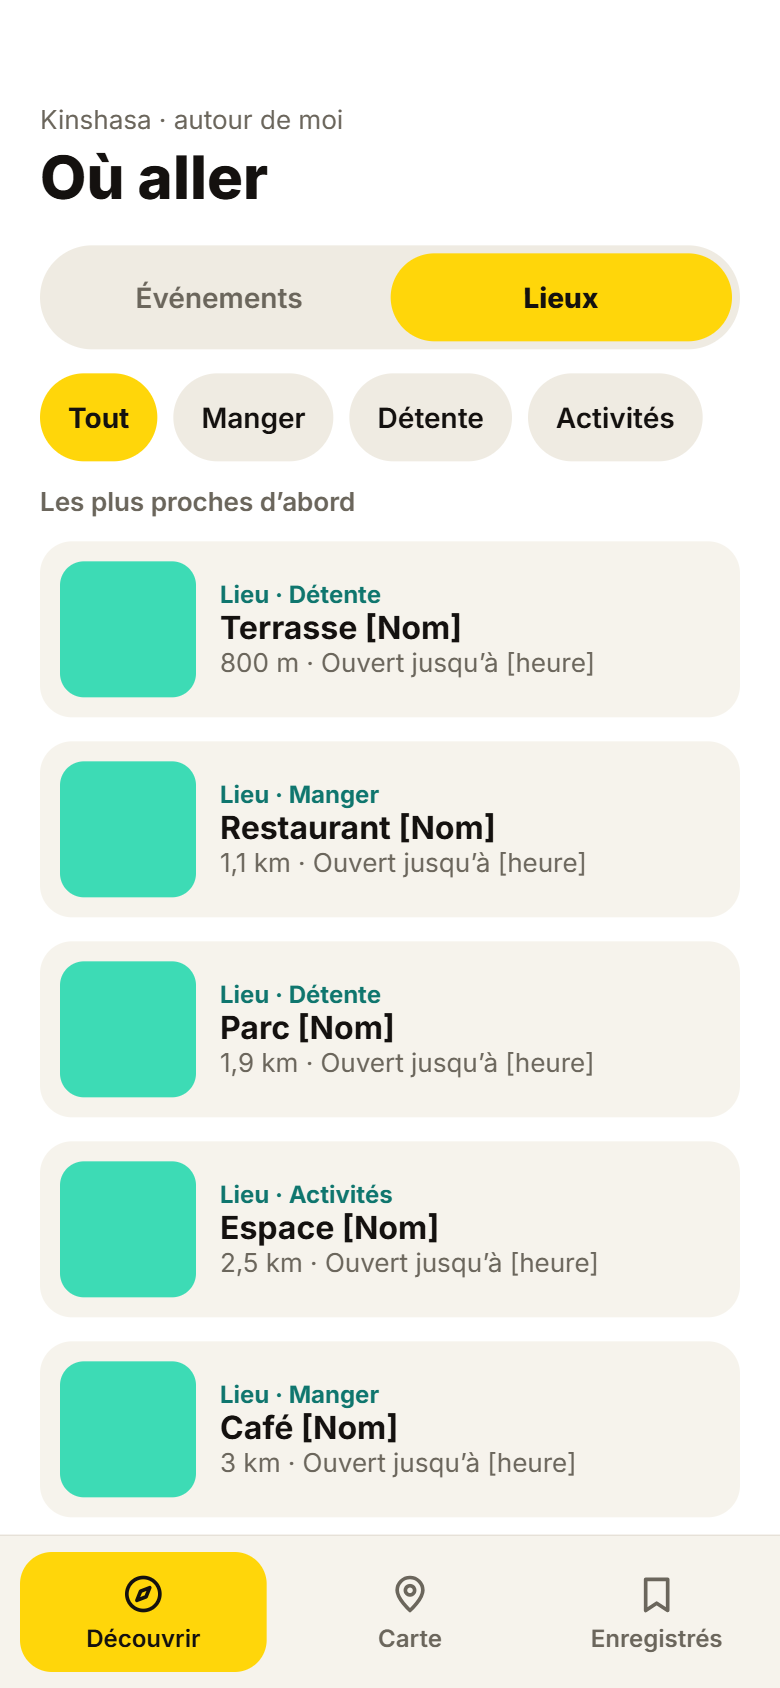 Kinshasa · autour de moi
Où aller
Événements
Lieux
Tout
Manger
Détente
Activités
Les plus proches d’abord
Lieu · Détente
Terrasse [Nom]
800 m · Ouvert jusqu’à [heure]
Lieu · Manger
Restaurant [Nom]
1,1 km · Ouvert jusqu’à [heure]
Lieu · Détente
Parc [Nom]
1,9 km · Ouvert jusqu’à [heure]
Lieu · Activités
Espace [Nom]
2,5 km · Ouvert jusqu’à [heure]
Lieu · Manger
Café [Nom]
3 km · Ouvert jusqu’à [heure]
Découvrir
Carte
Enregistrés